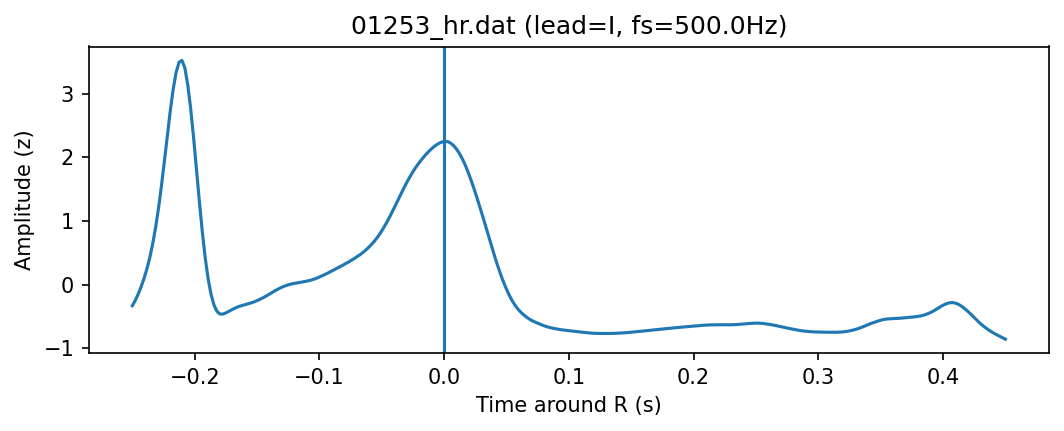 01253_hr.dat (lead=I, fs=500.0Hz)
Amplitude (z)
3
2
1
0
−1
−0.2 −0.1 0.0 0.1 0.2 0.3 0.4
Time around R (s)